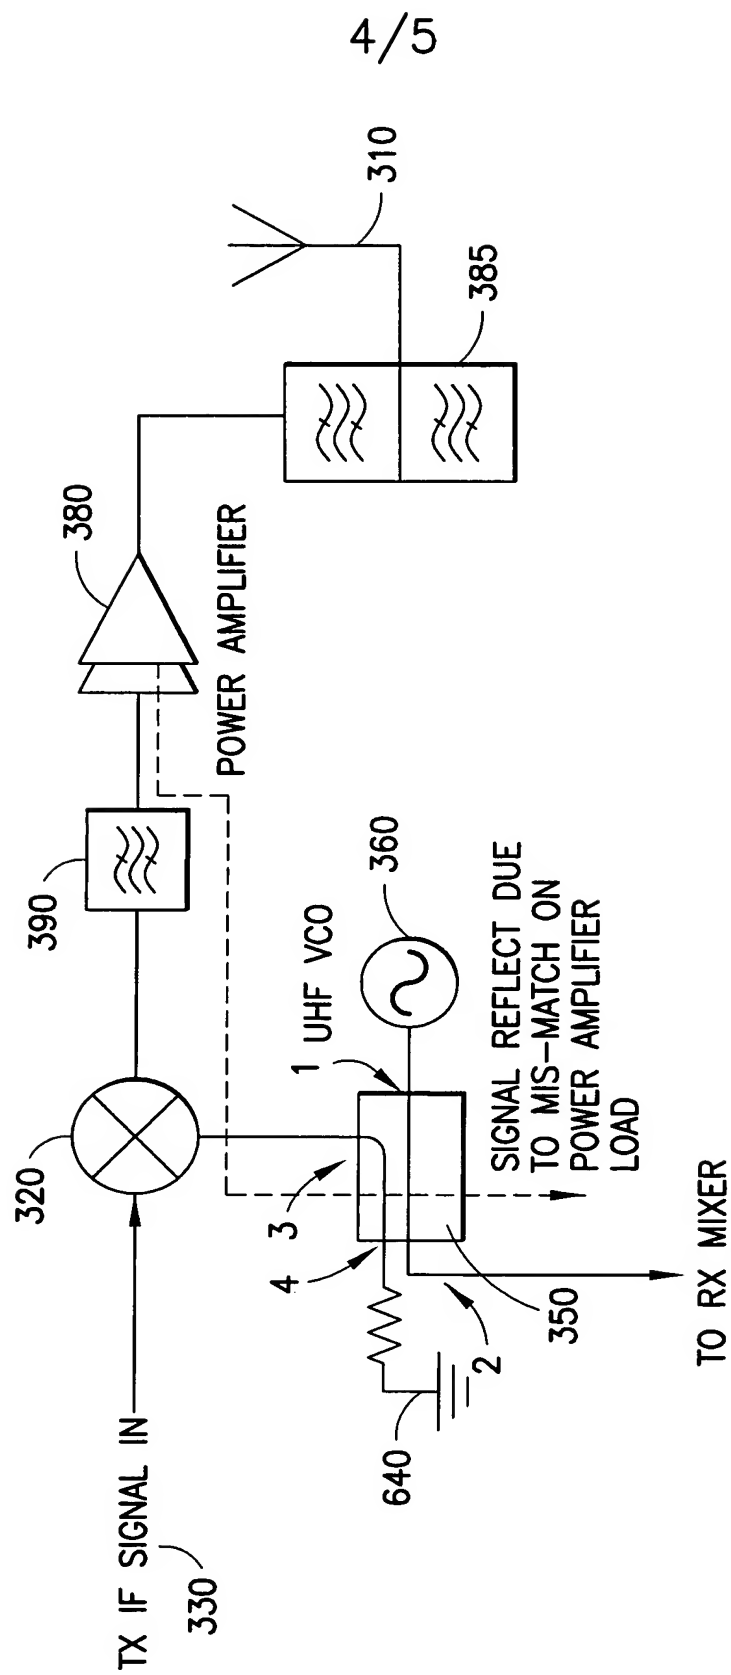 4/5
310
385
380
POWER AMPLIFIER
390
360
1 UHF VCO
320
3
4
SIGNAL REFLECT DUE
TO MIS-MATCH ON
POWER AMPLIFIER
LOAD
350
2
640
TX IF SIGNAL IN
330
TO RX MIXER